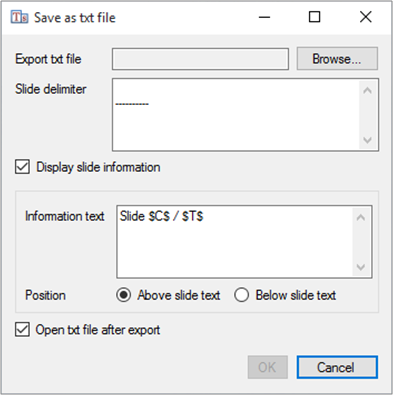 Save as txt file
Export txt file
Browse...
Slide delimiter
----------
Display slide information
Information text
Slide $C$ / $T$
Position
Above slide text
Below slide text
Open txt file after export
OK
Cancel